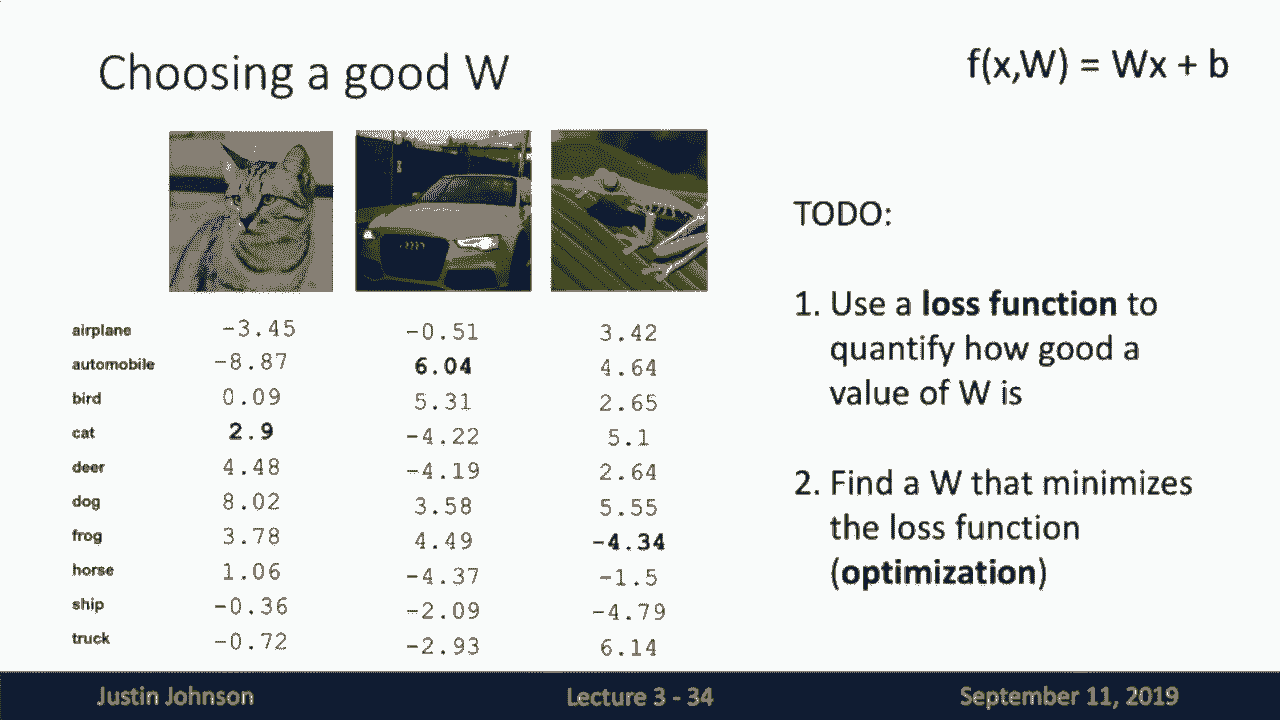 Choosing a good W
f(x,W) = Wx + b
airplane -3.45 -0.51 3.42
automobile -8.87 6.04 4.64
bird 0.09 5.31 2.65
cat 2.9 -4.22 5.1
deer 4.48 -4.19 2.64
dog 8.02 3.58 5.55
frog 3.78 4.49 -4.34
horse 1.06 -4.37 -1.5
ship -0.36 -2.09 -4.79
truck -0.72 -2.93 6.14
TODO:
1. Use a loss function to
quantify how good a
value of W is
2. Find a W that minimizes
the loss function
(optimization)
Justin Johnson
Lecture 3 - 34
September 11, 2019